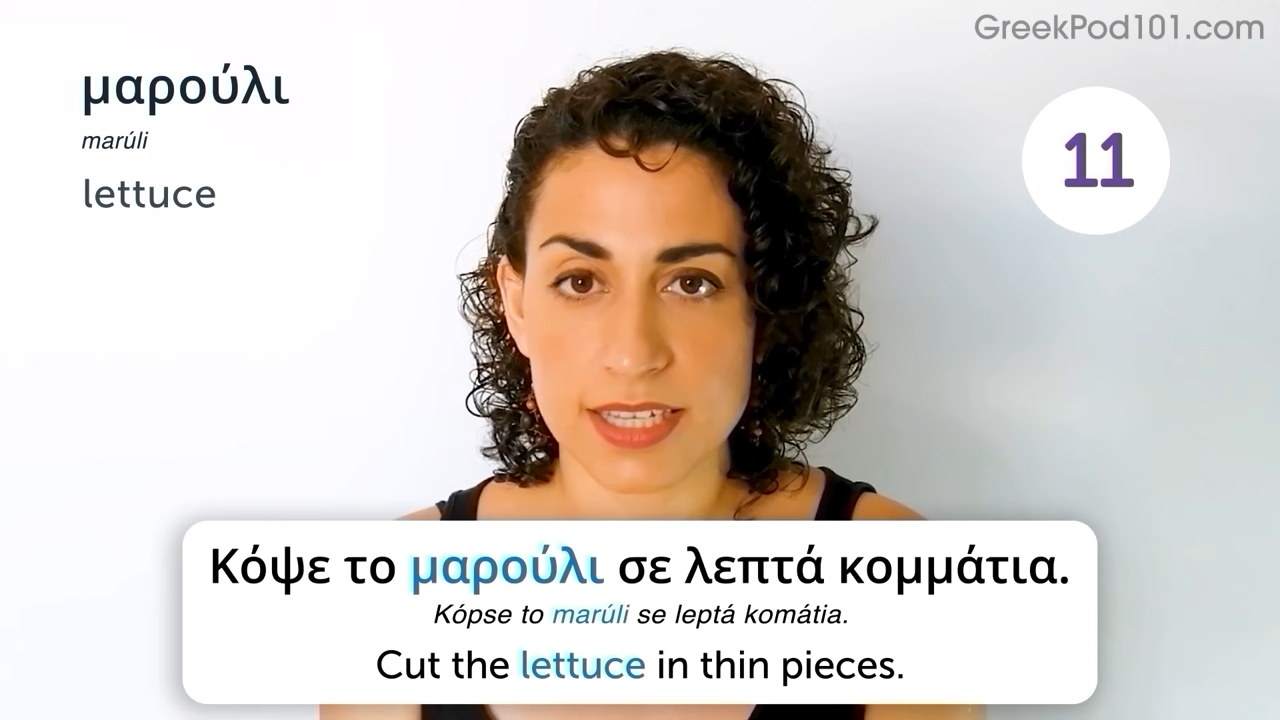 GreekPod101.com
μαρούλι
marúli
lettuce
11
Κόψε το μαρούλι σε λεπτά κομμάτια.
Kópse to marúli se leptá komátia.
Cut the lettuce in thin pieces.